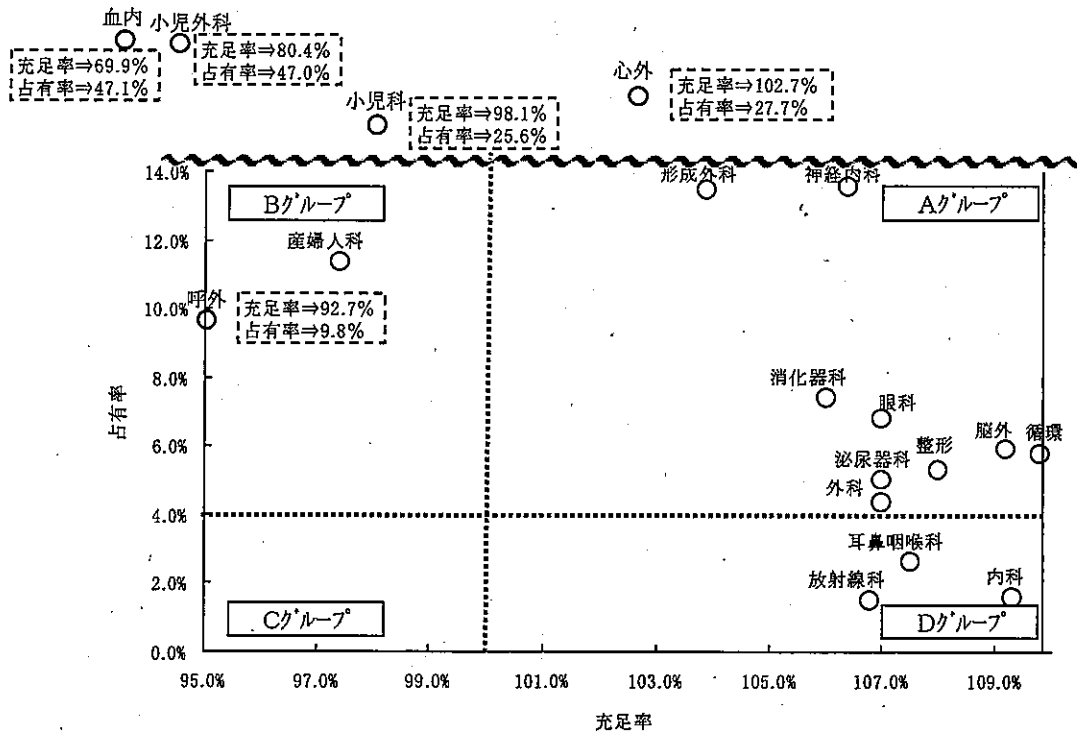 血内
小児外科
充足率⇒69.9%
占有率⇒47.1%
充足率⇒80.4%
占有率⇒47.0%
小児科
充足率⇒98.1%
占有率⇒25.6%
心外
充足率⇒102.7%
占有率⇒27.7%
14.0%
12.0%
10.0%
8.0%
6.0%
4.0%
2.0%
0.0%
占有率
Bグループ
形成外科
神経内科
Aグループ
産婦人科
呼外
充足率⇒92.7%
占有率⇒9.8%
消化器科
眼科
脳外
循環
整形
泌尿器科
外科
耳鼻咽喉科
放射線科
内科
Cグループ
Dグループ
95.0%
97.0%
99.0%
101.0%
103.0%
105.0%
107.0%
109.0%
充足率